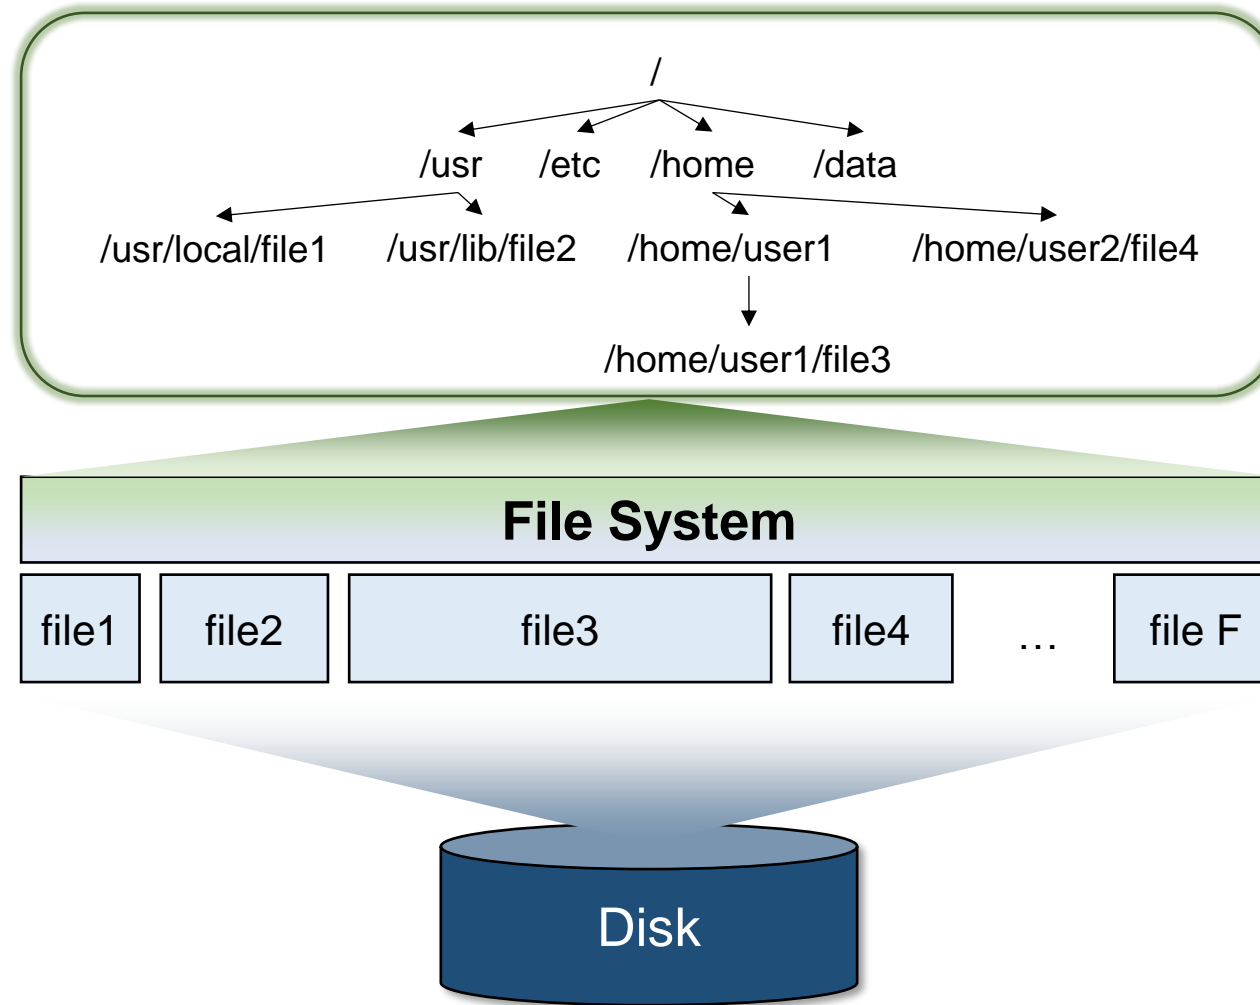 /
/usr /etc /home /data
/usr/local/file1 /usr/lib/file2 /home/user1 /home/user2/file4
/home/user1/file3
File System
file1 file2 file3 file4 … file F
Disk